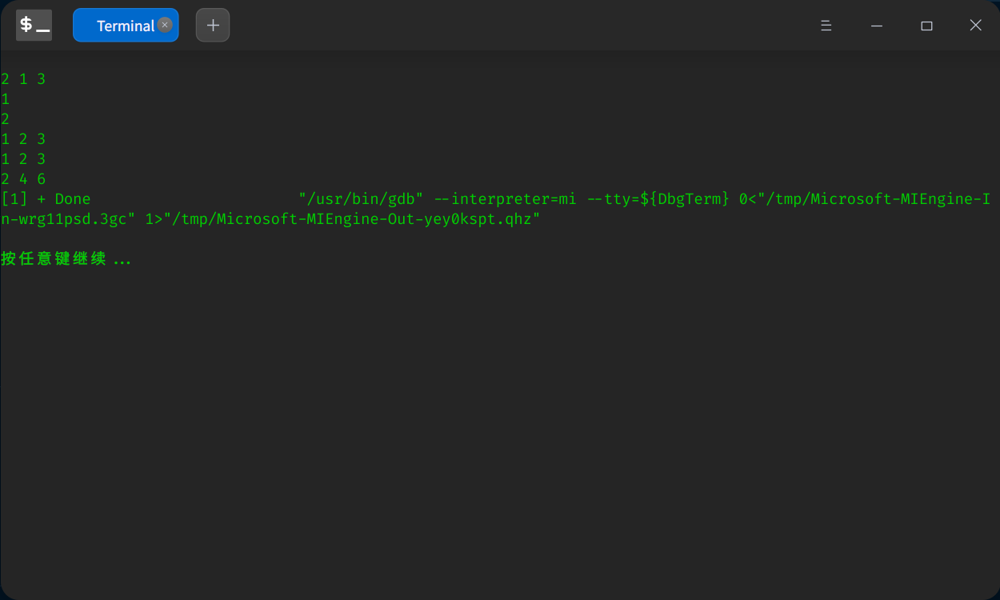 $ _
Terminal
2 1 3
1
2
1 2 3
1 2 3
2 4 6
[1] + Done                       "/usr/bin/gdb" --interpreter=mi --tty=${DbgTerm} 0<"/tmp/Microsoft-MIEngine-I
n-wrg11psd.3gc" 1>"/tmp/Microsoft-MIEngine-Out-yey0kspt.qhz"
按任意键继续 ...